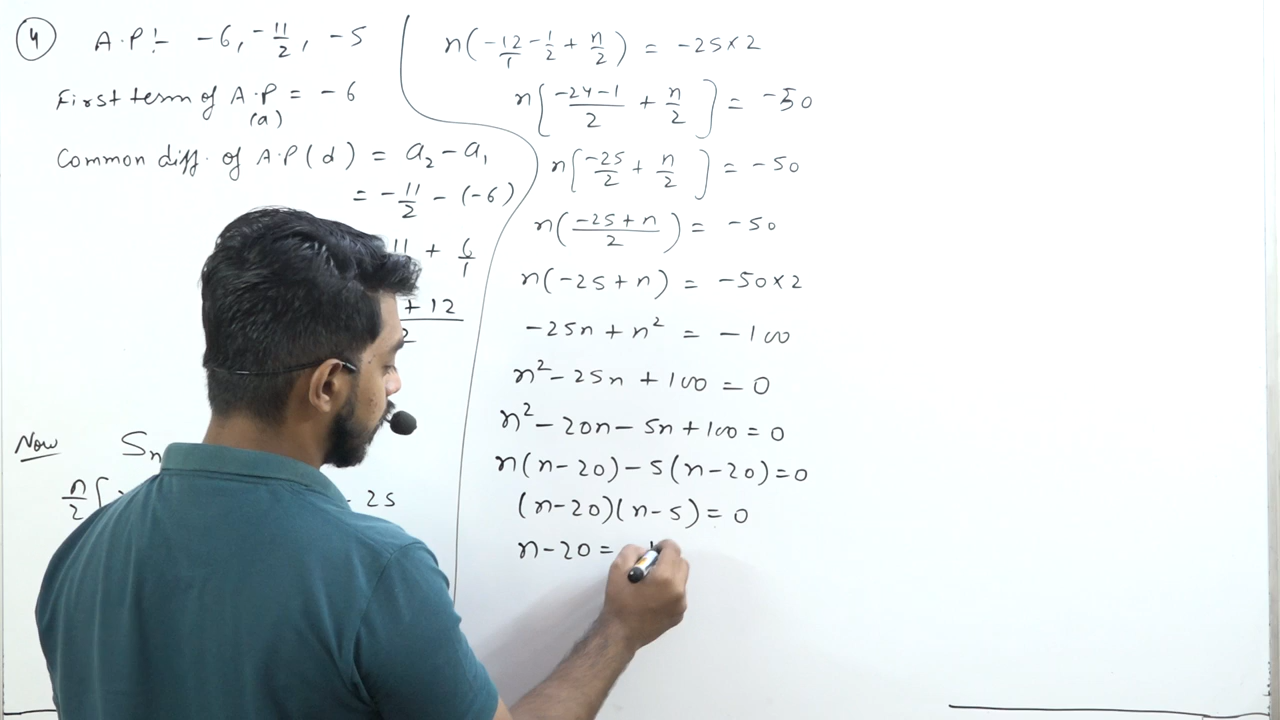 4 A.P:- -6, -11/2, -5
First term of A.P = -6
(a)
Common diff. of A.P (d) = a₂ - a₁
= -11/2 - (-6)
11 + 6/1
+ 12
2
Now Sn
n/2 [ 25
n(-12/1 - 1/2 + n/2) = -25×2
n[(-24-1)/2 + n/2] = -50
n[-25/2 + n/2] = -50
n((-25+n)/2) = -50
n(-25+n) = -50×2
-25n + n² = -100
n² - 25n + 100 = 0
n² - 20n - 5n + 100 = 0
n(n-20) - 5(n-20) = 0
(n-20)(n-5) = 0
n-20 =